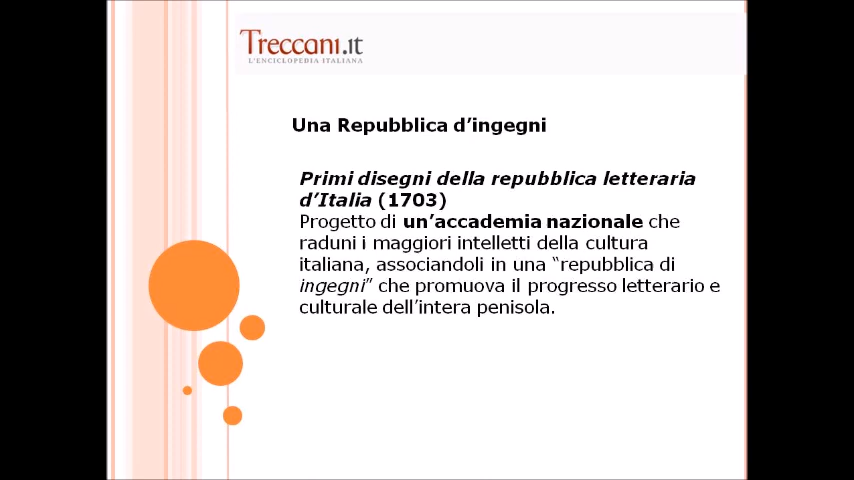 Treccani.it
L'ENCICLOPEDIA ITALIANA
Una Repubblica d’ingegni
Primi disegni della repubblica letteraria
d’Italia (1703)
Progetto di un’accademia nazionale che
raduni i maggiori intelletti della cultura
italiana, associandoli in una “repubblica di
ingegni” che promuova il progresso letterario e
culturale dell’intera penisola.